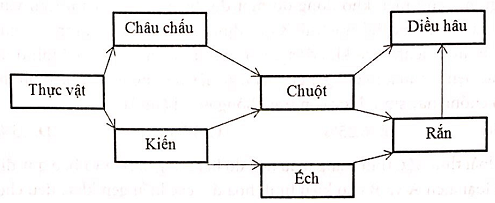 Châu chấu
Diều hâu
Thực vật
Chuột
Kiến
Rắn
Ếch